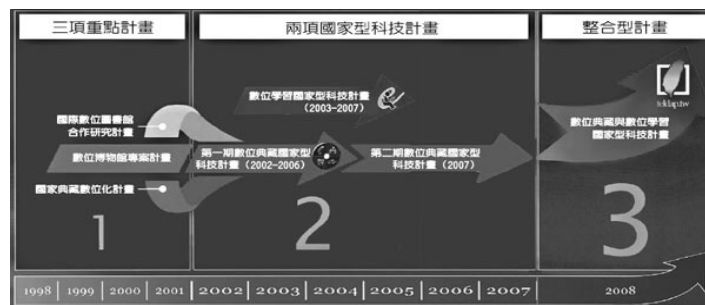 三項重點計畫
兩項國家型科技計畫
整合型計畫
國際數位圖書館
合作研究計畫
數位博物館專案計畫
國家典藏數位化計畫
1
數位學習國家型科技計畫
(2003-2007)
第一期數位典藏國家型
科技計畫(2002-2006)
第二期數位典藏國家型
科技計畫(2007)
2
teldap.tw
數位典藏與數位學習
國家型科技計畫
3
1998 1999 2000 2001 2002 2003 2004 2005 2006 2007 2008